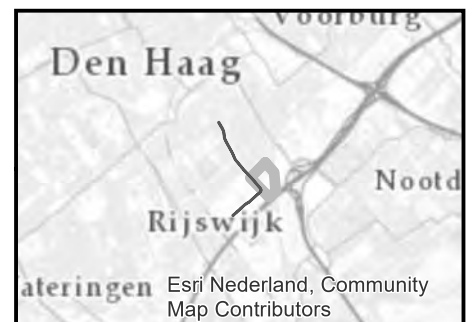 Voorburg
Den Haag
Nootd
Rijswijk
ateringen
Esri Nederland, Community
Map Contributors